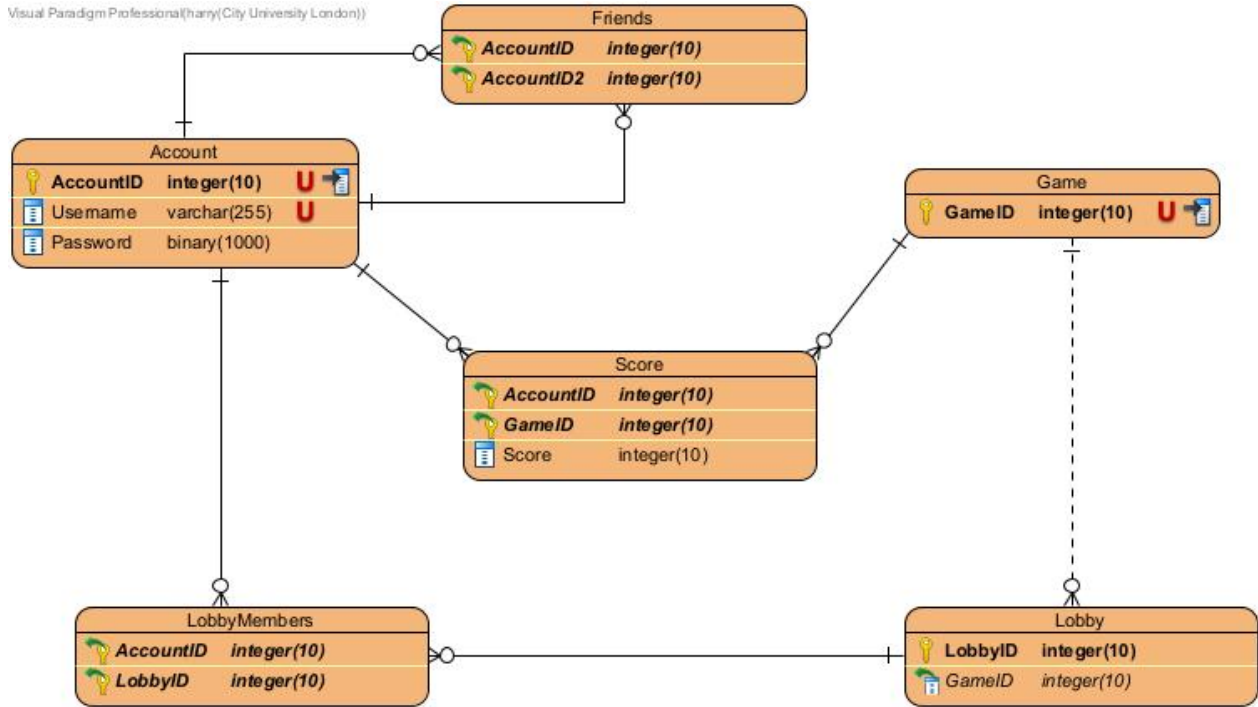 Visual Paradigm Professional(harry(City University London))
Friends
AccountID integer(10)
AccountID2 integer(10)
Account
AccountID integer(10) U
Username varchar(255) U
Password binary(1000)
Game
GameID integer(10) U
Score
AccountID integer(10)
GameID integer(10)
Score integer(10)
LobbyMembers
AccountID integer(10)
LobbyID integer(10)
Lobby
LobbyID integer(10)
GameID integer(10)